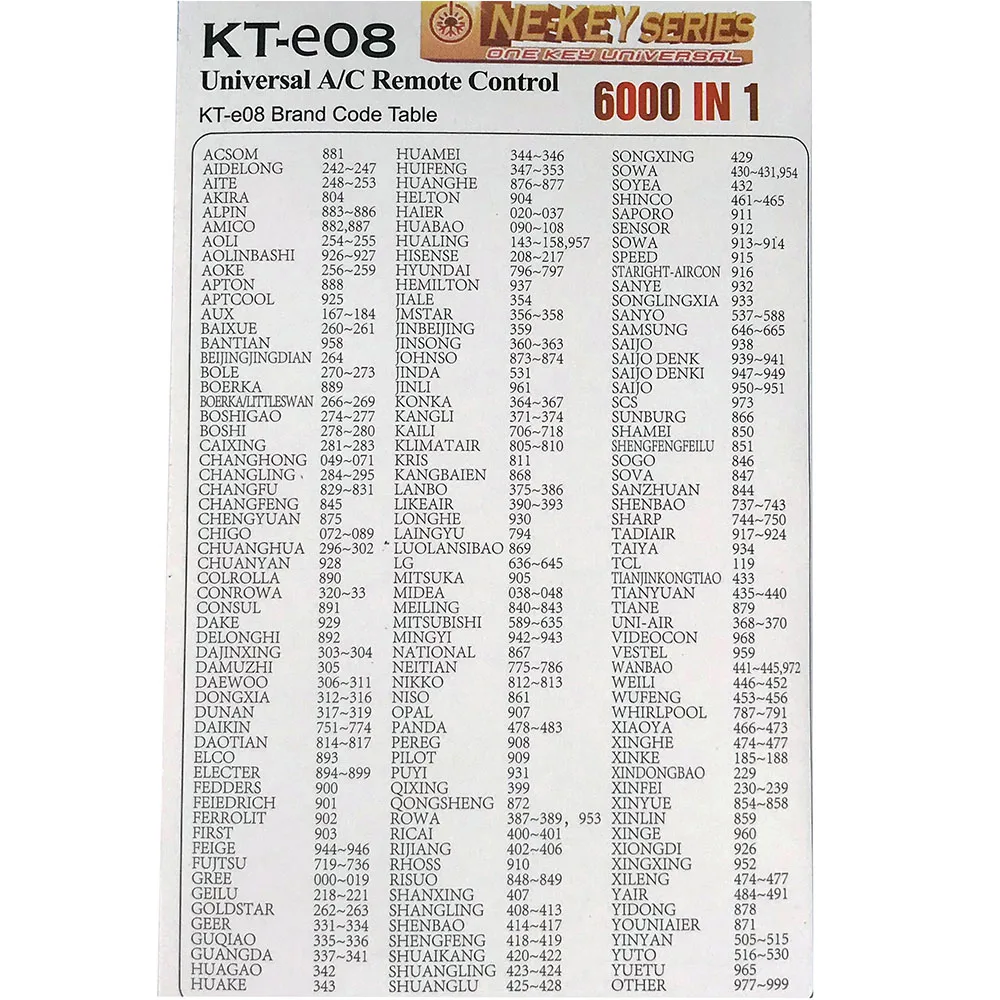 KT-e08
ONE-KEY SERIES
ONE KEY UNIVERSAL
Universal A/C Remote Control
6000 IN 1
KT-e08 Brand Code Table
ACSOM 881 HUAMEI 344~346 SONGXING 429
AIDELONG 242~247 HUIFENG 347~353 SOWA 430~431,954
AITE 248~253 HUANGHE 876~877 SOYEA 432
AKIRA 804 HELTON 904 SHINCO 461~465
ALPIN 883~886 HAIER 020~037 SAPORO 911
AMICO 882,887 HUABAO 090~108 SENSOR 912
AOLI 254~255 HUALING 143~158,957 SOWA 913~914
AOLINBASHI 926~927 HISENSE 208~217 SPEED 915
AOKE 256~259 HYUNDAI 796~797 STARIGHT-AIRCON 916
APTON 888 HEMILTON 937 SANYE 932
APTCOOL 925 JIALE 354 SONGLINGXIA 933
AUX 167~184 JMSTAR 356~358 SANYO 537~588
BAIXUE 260~261 JINBEIJING 359 SAMSUNG 646~665
BANTIAN 958 JINSONG 360~363 SAIJO 938
BEIJINGJINGDIAN 264 JOHNSO 873~874 SAIJO DENK 939~941
BOLE 270~273 JINDA 531 SAIJO DENKI 947~949
BOERKA 889 JINLI 961 SAIJO 950~951
BOERKA/LITTLESWAN 266~269 KONKA 364~367 SCS 973
BOSHIGAO 274~277 KANGLI 371~374 SUNBURG 866
BOSHI 278~280 KAILI 706~718 SHAMEI 850
CAIXING 281~283 KLIMATAIR 805~810 SHENGFENGFEILU 851
CHANGHONG 049~071 KRIS 811 SOGO 846
CHANGLING 284~295 KANGBAIEN 868 SOVA 847
CHANGFU 829~831 LANBO 375~386 SANZHUAN 844
CHANGFENG 845 LIKEAIR 390~393 SHENBAO 737~743
CHENGYUAN 875 LONGHE 930 SHARP 744~750
CHIGO 072~089 LAINGYU 794 TADIAIR 917~924
CHUANGHUA 296~302 LUOLANSIBAO 869 TAIYA 934
CHUANYAN 928 LG 636~645 TCL 119
COLROLLA 890 MITSUKA 905 TIANJINKONGTIAO 433
CONROWA 320~33 MIDEA 038~048 TIANYUAN 435~440
CONSUL 891 MEILING 840~843 TIANE 879
DAKE 929 MITSUBISHI 589~635 UNI-AIR 368~370
DELONGHI 892 MINGYI 942~943 VIDEOCON 968
DAJINXING 303~304 NATIONAL 867 VESTEL 959
DAMUZHI 305 NEITIAN 775~786 WANBAO 441~445,972
DAEWOO 306~311 NIKKO 812~813 WEILI 446~452
DONGXIA 312~316 NISO 861 WUFENG 453~456
DUNAN 317~319 OPAL 907 WHIRLPOOL 787~791
DAIKIN 751~774 PANDA 478~483 XIAOYA 466~473
DAOTIAN 814~817 PEREG 908 XINGHE 474~477
ELCO 893 PILOT 909 XINKE 185~188
ELECTER 894~899 PUYI 931 XINDONGBAO 229
FEDDERS 900 QIXING 399 XINFEI 230~239
FEIEDRICH 901 QONGSHENG 872 XINYUE 854~858
FERROLIT 902 ROWA 387~389, 953 XINLIN 859
FIRST 903 RICAI 400~401 XINGE 960
FEIGE 944~946 RIJIANG 402~406 XIONGDI 926
FUJTSU 719~736 RHOSS 910 XINGXING 952
GREE 000~019 RISUO 848~849 XILENG 474~477
GEILU 218~221 SHANXING 407 YAIR 484~491
GOLDSTAR 262~263 SHANGLING 408~413 YIDONG 878
GEER 331~334 SHENBAO 414~417 YOUNIAIER 871
GUQIAO 335~336 SHENGFENG 418~419 YINYAN 505~515
GUANGDA 337~341 SHUAIKANG 420~422 YUTO 516~530
HUAGAO 342 SHUANGLING 423~424 YUETU 965
HUAKE 343 SHUANGLU 425~428 OTHER 977~999